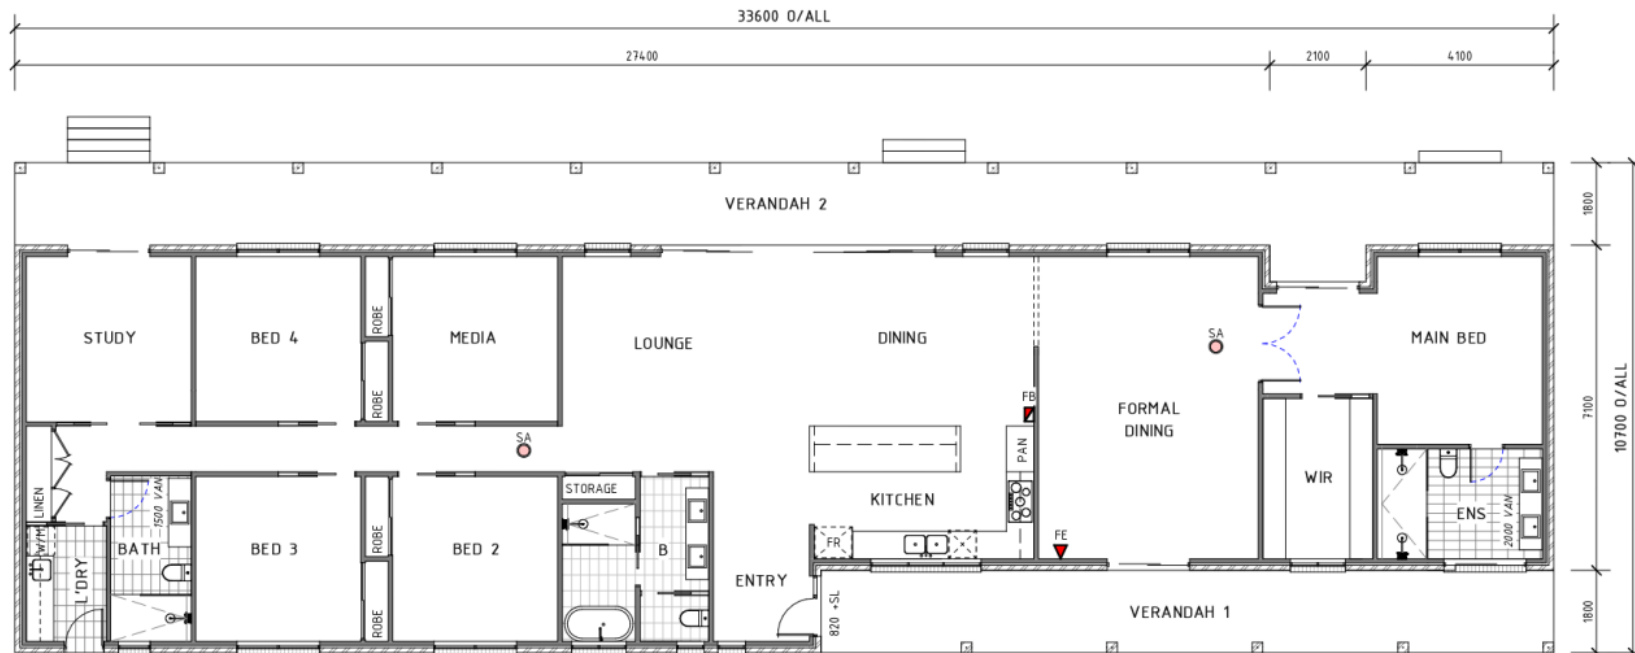 33600 O/ALL
27400
2100
4100
VERANDAH 2
1800
STUDY
BED 4
ROBE
MEDIA
LOUNGE
DINING
SA
MAIN BED
ROBE
FB
FORMAL
DINING
7100
10700 O/ALL
SA
PAN
LINEN
1500 VAN
STORAGE
KITCHEN
WIR
ENS
2000 VAN
W/M
BATH
BED 3
ROBE
BED 2
B
FR
FE
L'DRY
ENTRY
ROBE
820 +SL
VERANDAH 1
1800